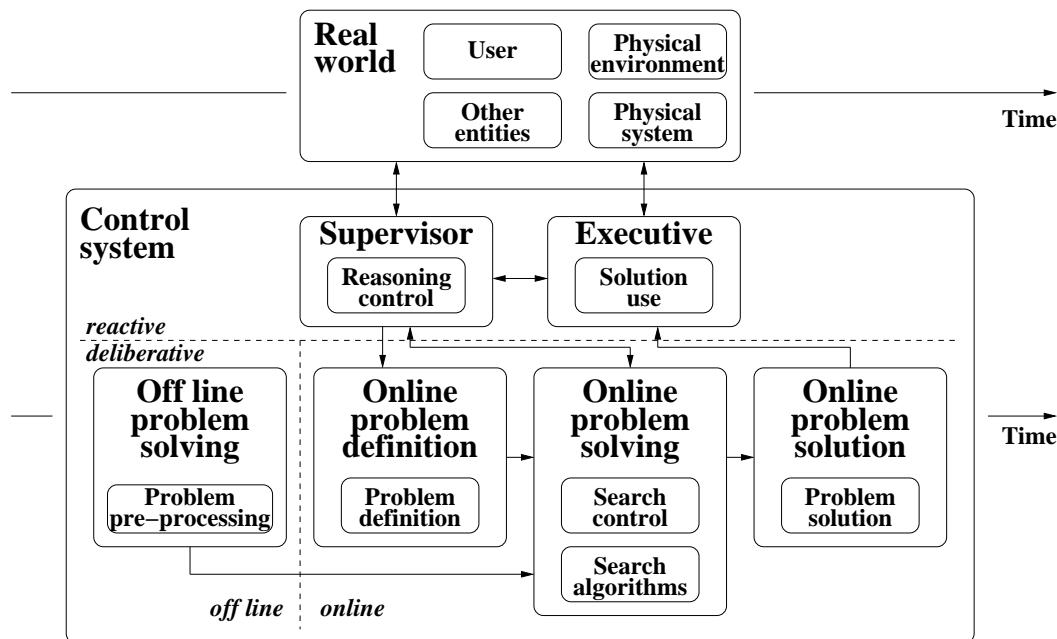 Real
world
User
Physical
environment
Other
entities
Physical
system
Time
Control
system
Supervisor
Reasoning
control
Executive
Solution
use
reactive
deliberative
Off line
problem
solving
Problem
pre−processing
Online
problem
definition
Problem
definition
Online
problem
solving
Search
control
Search
algorithms
Online
problem
solution
Problem
solution
Time
off line
online